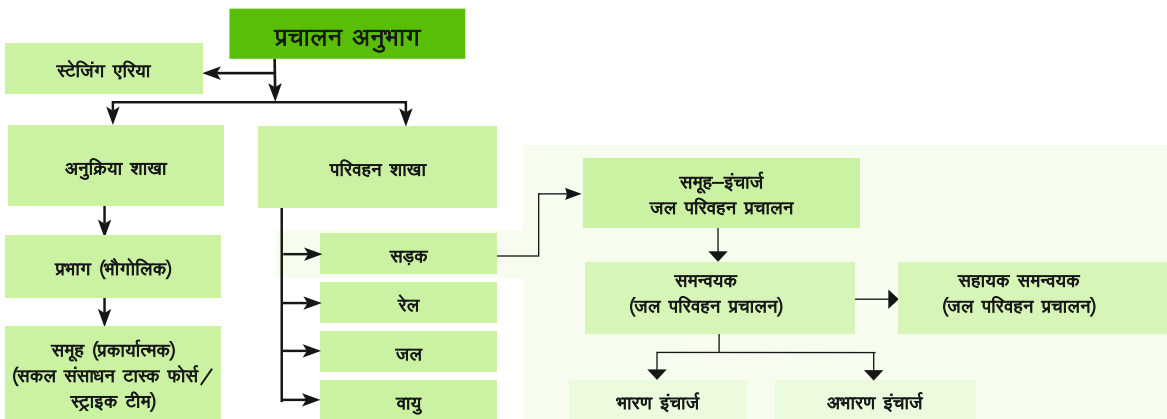 प्रचालन अनुभाग
स्टेजिंग एरिया
अनुक्रिया शाखा
परिवहन शाखा
प्रभाग (भौगोलिक)
समूह (प्रकार्यात्मक)
(सकल संसाधन टास्क फोर्स/
स्ट्राइक टीम)
सड़क
रेल
जल
वायु
समूह–इंचार्ज
जल परिवहन प्रचालन
समन्वयक
(जल परिवहन प्रचालन)
सहायक समन्वयक
(जल परिवहन प्रचालन)
भारण इंचार्ज
अभारण इंचार्ज